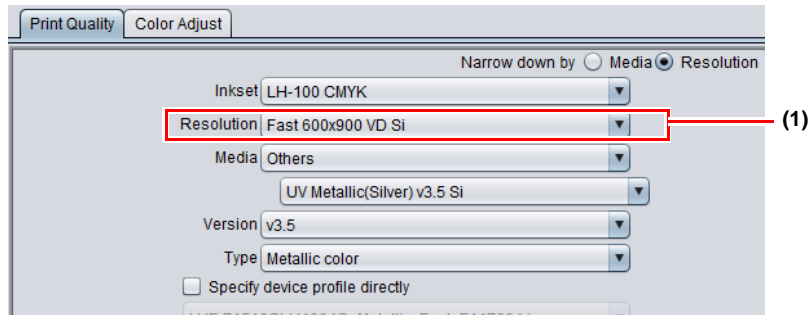 Print Quality Color Adjust
Narrow down by Media Resolution
Inkset LH-100 CMYK
Resolution Fast 600x900 VD Si (1)
Media Others
UV Metallic(Silver) v3.5 Si
Version v3.5
Type Metallic color
Specify device profile directly